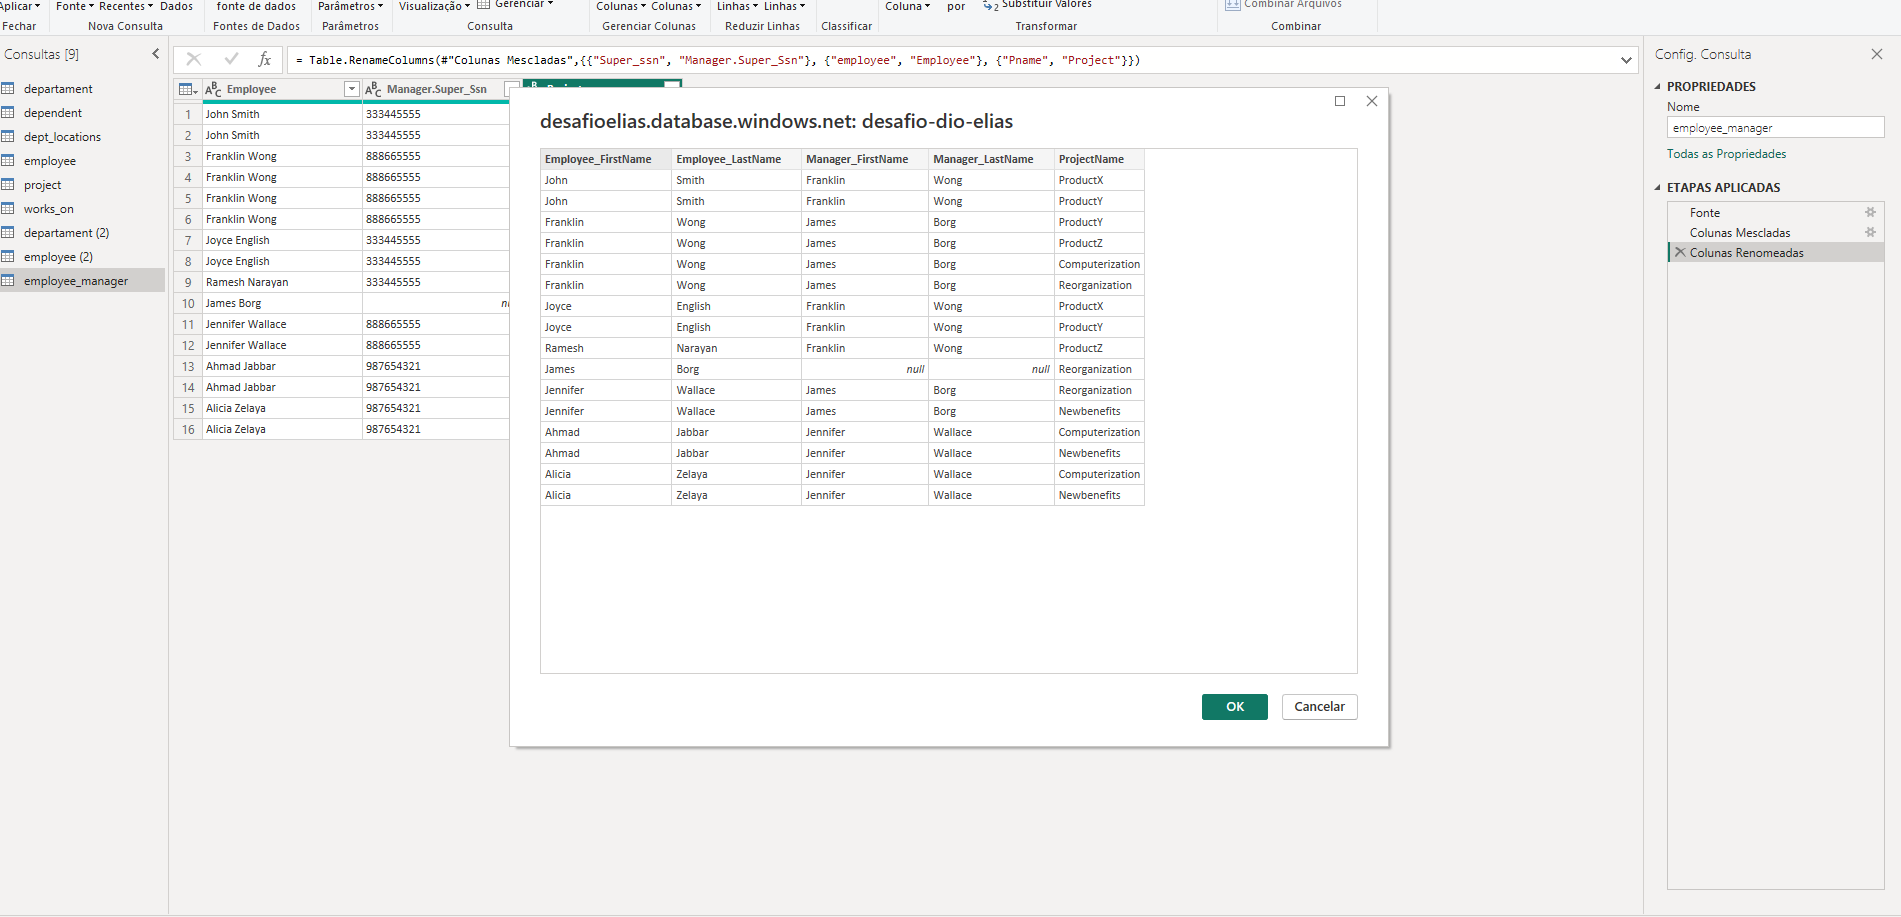 Aplicar
Fonte Recentes Dados
fonte de dados
Parâmetros
Visualização
Gerenciar
Colunas Colunas
Linhas Linhas
Coluna
por
Substituir Valores
Combinar Arquivos
Fechar
Nova Consulta
Fontes de Dados
Parâmetros
Consulta
Gerenciar Colunas
Reduzir Linhas
Classificar
Transformar
Combinar
Consultas [9]
departament
dependent
dept_locations
employee
project
works_on
departament (2)
employee (2)
employee_manager
fx
= Table.RenameColumns(#"Colunas Mescladas",{{"Super_ssn", "Manager.Super_Ssn"}, {"employee", "Employee"}, {"Pname", "Project"}})
Employee Manager.Super_Ssn
1 John Smith 333445555
2 John Smith 333445555
3 Franklin Wong 888665555
4 Franklin Wong 888665555
5 Franklin Wong 888665555
6 Franklin Wong 888665555
7 Joyce English 333445555
8 Joyce English 333445555
9 Ramesh Narayan 333445555
10 James Borg
11 Jennifer Wallace 888665555
12 Jennifer Wallace 888665555
13 Ahmad Jabbar 987654321
14 Ahmad Jabbar 987654321
15 Alicia Zelaya 987654321
16 Alicia Zelaya 987654321
desafioelias.database.windows.net: desafio-dio-elias
Employee_FirstName Employee_LastName Manager_FirstName Manager_LastName ProjectName
John Smith Franklin Wong ProductX
John Smith Franklin Wong ProductY
Franklin Wong James Borg ProductY
Franklin Wong James Borg ProductZ
Franklin Wong James Borg Computerization
Franklin Wong James Borg Reorganization
Joyce English Franklin Wong ProductX
Joyce English Franklin Wong ProductY
Ramesh Narayan Franklin Wong ProductZ
James Borg null null Reorganization
Jennifer Wallace James Borg Reorganization
Jennifer Wallace James Borg Newbenefits
Ahmad Jabbar Jennifer Wallace Computerization
Ahmad Jabbar Jennifer Wallace Newbenefits
Alicia Zelaya Jennifer Wallace Computerization
Alicia Zelaya Jennifer Wallace Newbenefits
OK
Cancelar
Config. Consulta
PROPRIEDADES
Nome
employee_manager
Todas as Propriedades
ETAPAS APLICADAS
Fonte
Colunas Mescladas
Colunas Renomeadas